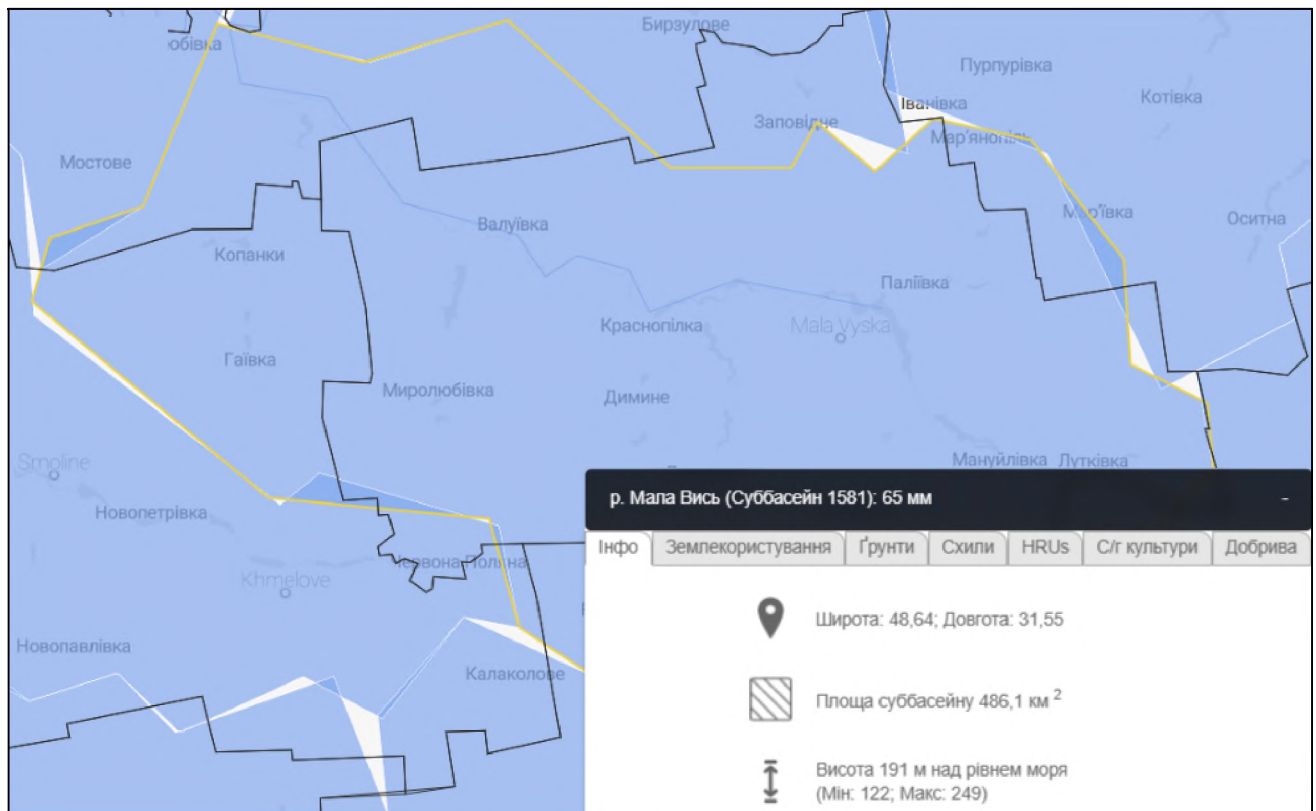 Бирзулове
юбівка
Пурпурівка
Котівка
Іванівка
Заповідне
Мар'янопіль
Мостове
Мар'ївка
Оситна
Валуївка
Копанки
Паліївка
Краснопілка
Mala Vyska
Гаївка
Миролюбівка
Димине
Smoline
Мануйлівка
Лутківка
р. Мала Вись (Суббасейн 1581): 65 мм
-
Новопетрівка
Інфо Землекористування Ґрунти Схили HRUs С/г культури Добрива
Червона Поляна
Khmelove
Широта: 48,64; Довгота: 31,55
Новопавлівка
Калаколове
Площа суббасейну 486,1 км 2
Висота 191 м над рівнем моря
(Мін: 122; Макс: 249)